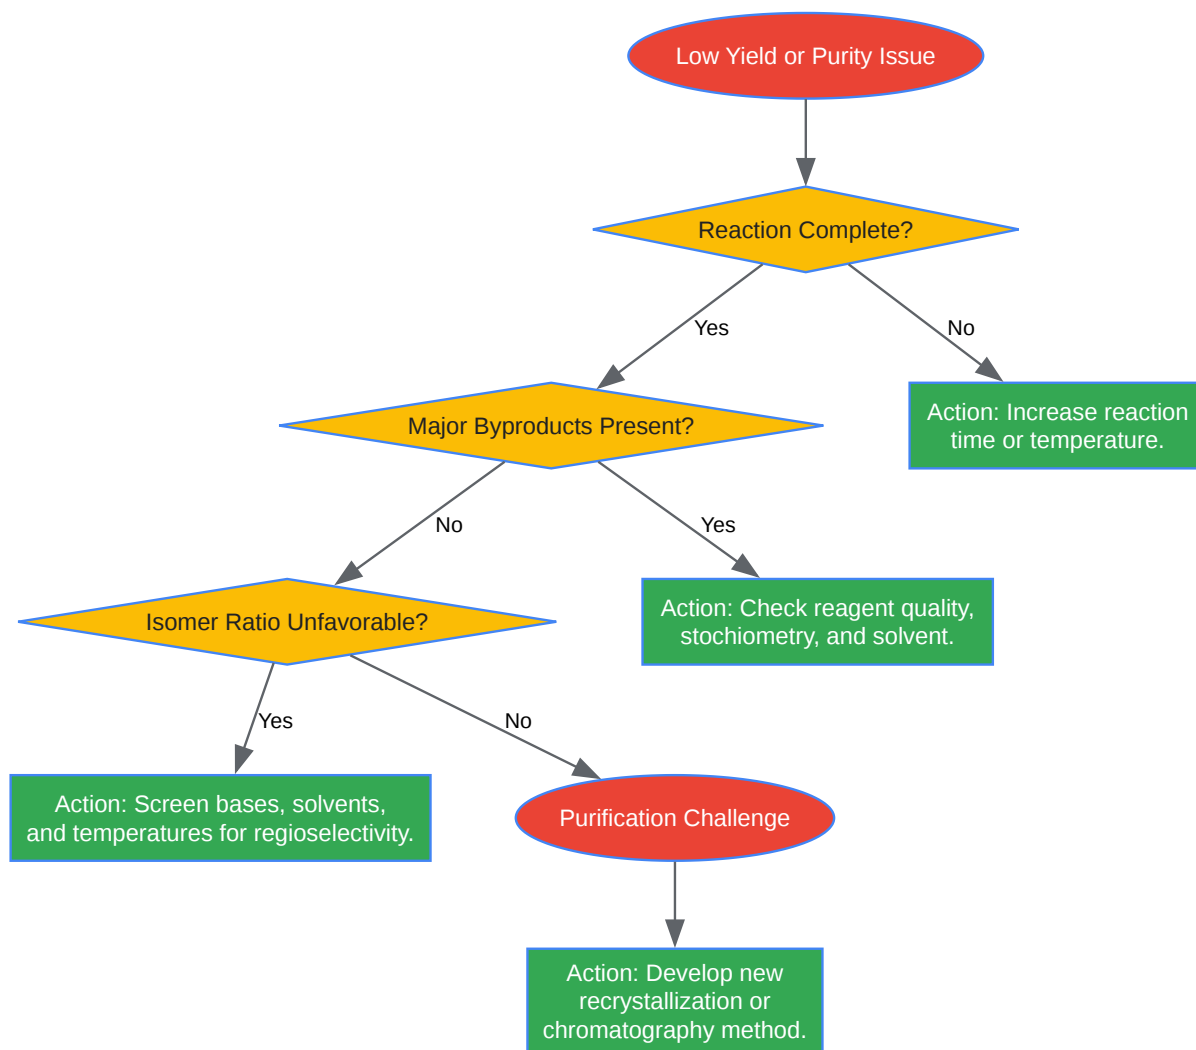 Low Yield or Purity Issue
Reaction Complete?
Yes
No
Major Byproducts Present?
Action: Increase reaction
time or temperature.
No
Yes
Isomer Ratio Unfavorable?
Action: Check reagent quality,
stochiometry, and solvent.
Yes
No
Action: Screen bases, solvents,
and temperatures for regioselectivity.
Purification Challenge
Action: Develop new
recrystallization or
chromatography method.